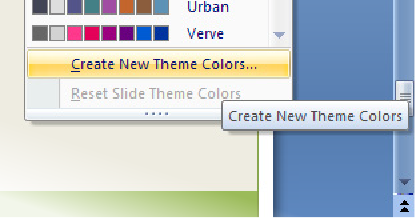 Urban
Verve
Create New Theme Colors...
Reset Slide Theme Colors
Create New Theme Colors